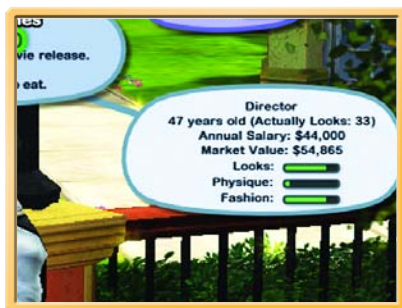 vie release.
eat.
Director
47 years old (Actually Looks: 33)
Annual Salary: $44,000
Market Value: $54,865
Looks:
Physique:
Fashion: